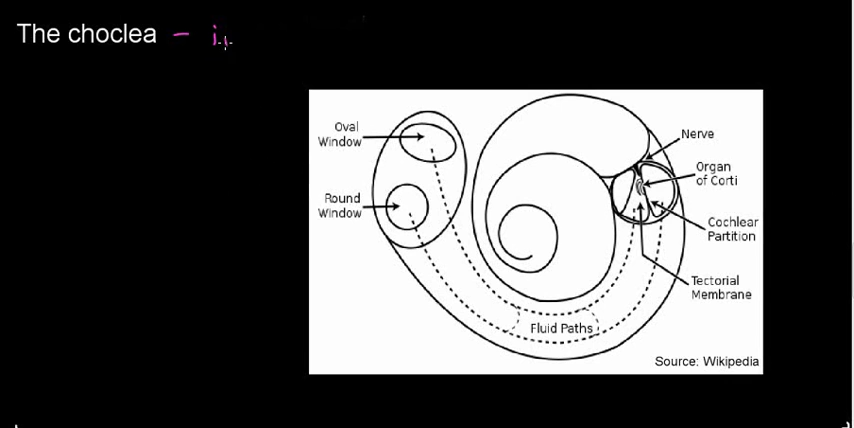 The choclea - i
Oval
Window
Round
Window
Nerve
Organ
of Corti
Cochlear
Partition
Tectorial
Membrane
Fluid Paths
Source: Wikipedia